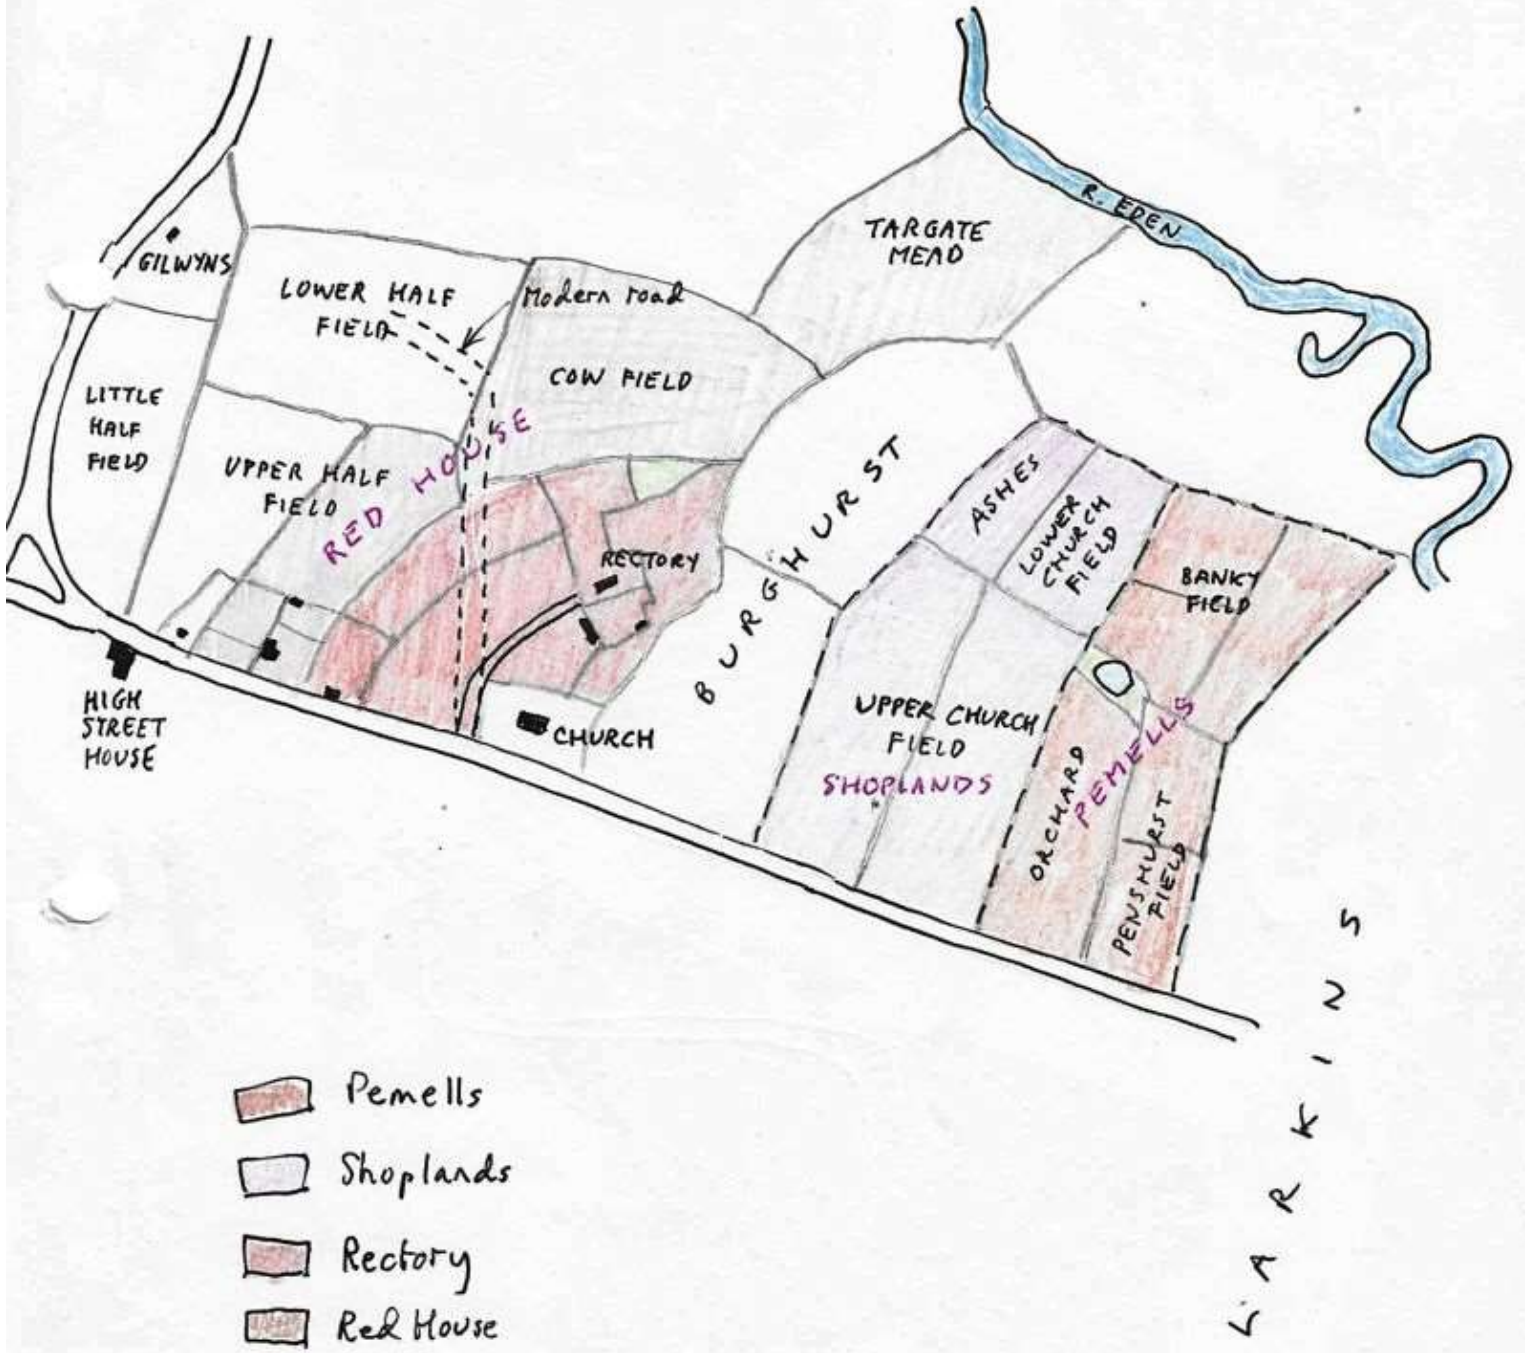 R. EDEN
TARGATE
MEAD
GILWYNS
LOWER HALF
FIELD
Modern road
COW FIELD
LITTLE
HALF
FIELD
UPPER HALF
FIELD
RED HOUSE
RECTORY
BURGHURST
ASHES
LOWER
CHURCH
FIELD
BANKY
FIELD
HIGH
STREET
HOUSE
CHURCH
UPPER CHURCH
FIELD
SHOPLANDS
ORCHARD
PEMELLS
PENSHURST
FIELD
LARKINS
Pemells
Shoplands
Rectory
Red House